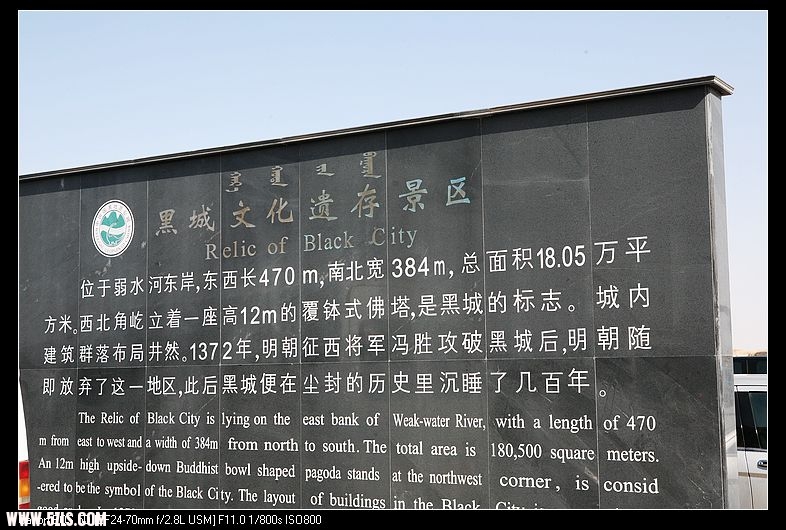 黑城文化遗存景区
Relic of Black City
位于弱水河东岸,东西长470m,南北宽384m,总面积18.05万平
方米。西北角屹立着一座高12m的覆钵式佛塔,是黑城的标志。城内
建筑群落布局井然。1372年,明朝征西将军冯胜攻破黑城后,明朝随
即放弃了这一地区,此后黑城便在尘封的历史里沉睡了几百年。
The Relic of Black City is lying on the east bank of Weak-water River, with a length of 470
m from east to west and a width of 384m from north to south. The total area is 180,500 square meters.
An 12m high upside-down Buddhist bowl shaped pagoda stands at the northwest corner, is consid
-ered to be the symbol of the Black City. The layout of buildings in the Black City
WWW.57LS.COM
F24-70mm f/2.8L USM] F11.0 1/800s ISO800